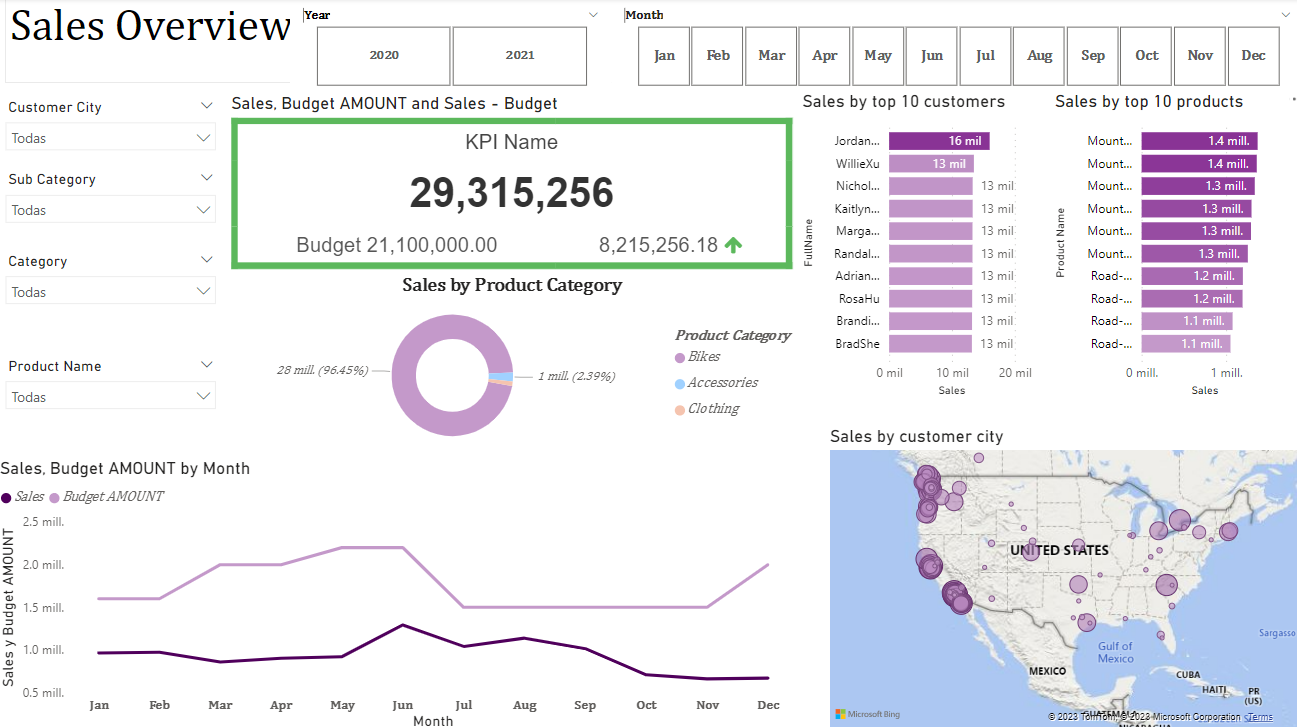 Sales Overview
Year
2020
2021
Month
Jan
Feb
Mar
Apr
May
Jun
Jul
Aug
Sep
Oct
Nov
Dec
Customer City
Todas
Sub Category
Todas
Category
Todas
Product Name
Todas
Sales, Budget AMOUNT and Sales - Budget
KPI Name
29,315,256
Budget 21,100,000.00
8,215,256.18
Sales by Product Category
28 mill. (96.45%)
1 mill. (2.39%)
Product Category
Bikes
Accessories
Clothing
Sales by top 10 customers
FullName
Jordan... 16 mil
WillieXu 13 mil
Nichol... 13 mil
Kaitlyn... 13 mil
Marga... 13 mil
Randal... 13 mil
Adrian... 13 mil
RosaHu 13 mil
Brandi... 13 mil
BradShe 13 mil
0 mil 10 mil 20 mil
Sales
Sales by top 10 products
Product Name
Mount... 1.4 mill.
Mount... 1.4 mill.
Mount... 1.3 mill.
Mount... 1.3 mill.
Mount... 1.3 mill.
Mount... 1.3 mill.
Road-... 1.2 mill.
Road-... 1.2 mill.
Road-... 1.1 mill.
Road-... 1.1 mill.
0 mill. 1 mill.
Sales
Sales, Budget AMOUNT by Month
Sales Budget AMOUNT
Sales y Budget AMOUNT
2.5 mill.
2.0 mill.
1.5 mill.
1.0 mill.
0.5 mill.
Jan Feb Mar Apr May Jun Jul Aug Sep Oct Nov Dec
Month
Sales by customer city
UNITED STATES
Sargasso
Gulf of
Mexico
MEXICO
CUBA
HAITI
PR
(US)
GUATEMALA
NICARAGUA
Microsoft Bing
© 2023 TomTom, © 2023 Microsoft Corporation Terms